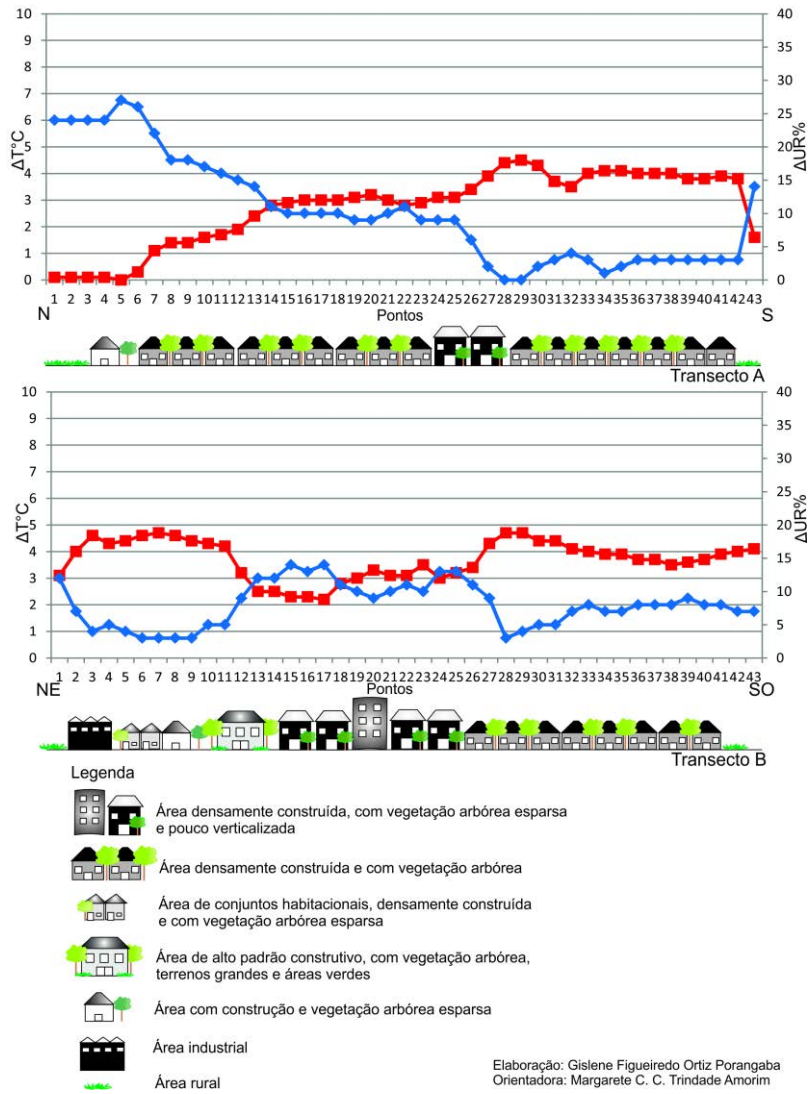 10
9
8
7
6
5
4
3
2
1
0
ΔT°C
40
35
30
25
20
15
10
5
0
ΔUR%
1 2 3 4 5 6 7 8 9 10 11 12 13 14 15 16 17 18 19 20 21 22 23 24 25 26 27 28 29 30 31 32 33 34 35 36 37 38 39 40 41 42 43
N Pontos S
Transecto A
10
9
8
7
6
5
4
3
2
1
0
ΔT°C
40
35
30
25
20
15
10
5
0
ΔUR%
1 2 3 4 5 6 7 8 9 10 11 12 13 14 15 16 17 18 19 20 21 22 23 24 25 26 27 28 29 30 31 32 33 34 35 36 37 38 39 40 41 42 43
NE Pontos SO
Transecto B
Legenda
Área densamente construída, com vegetação arbórea esparsa
e pouco verticalizada
Área densamente construída e com vegetação arbórea
Área de conjuntos habitacionais, densamente construída
e com vegetação arbórea esparsa
Área de alto padrão construtivo, com vegetação arbórea,
terrenos grandes e áreas verdes
Área com construção e vegetação arbórea esparsa
Área industrial
Área rural
Elaboração: Gislene Figueiredo Ortiz Porangaba
Orientadora: Margarete C. C. Trindade Amorim